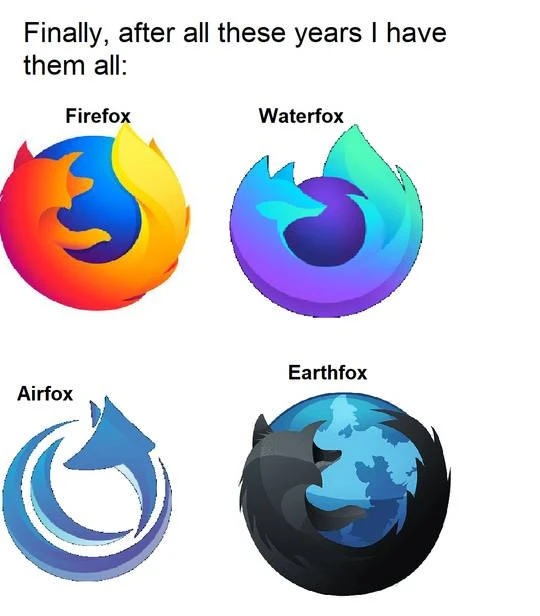 Finally, after all these years I have
them all:
Firefox
Waterfox
Airfox
Earthfox